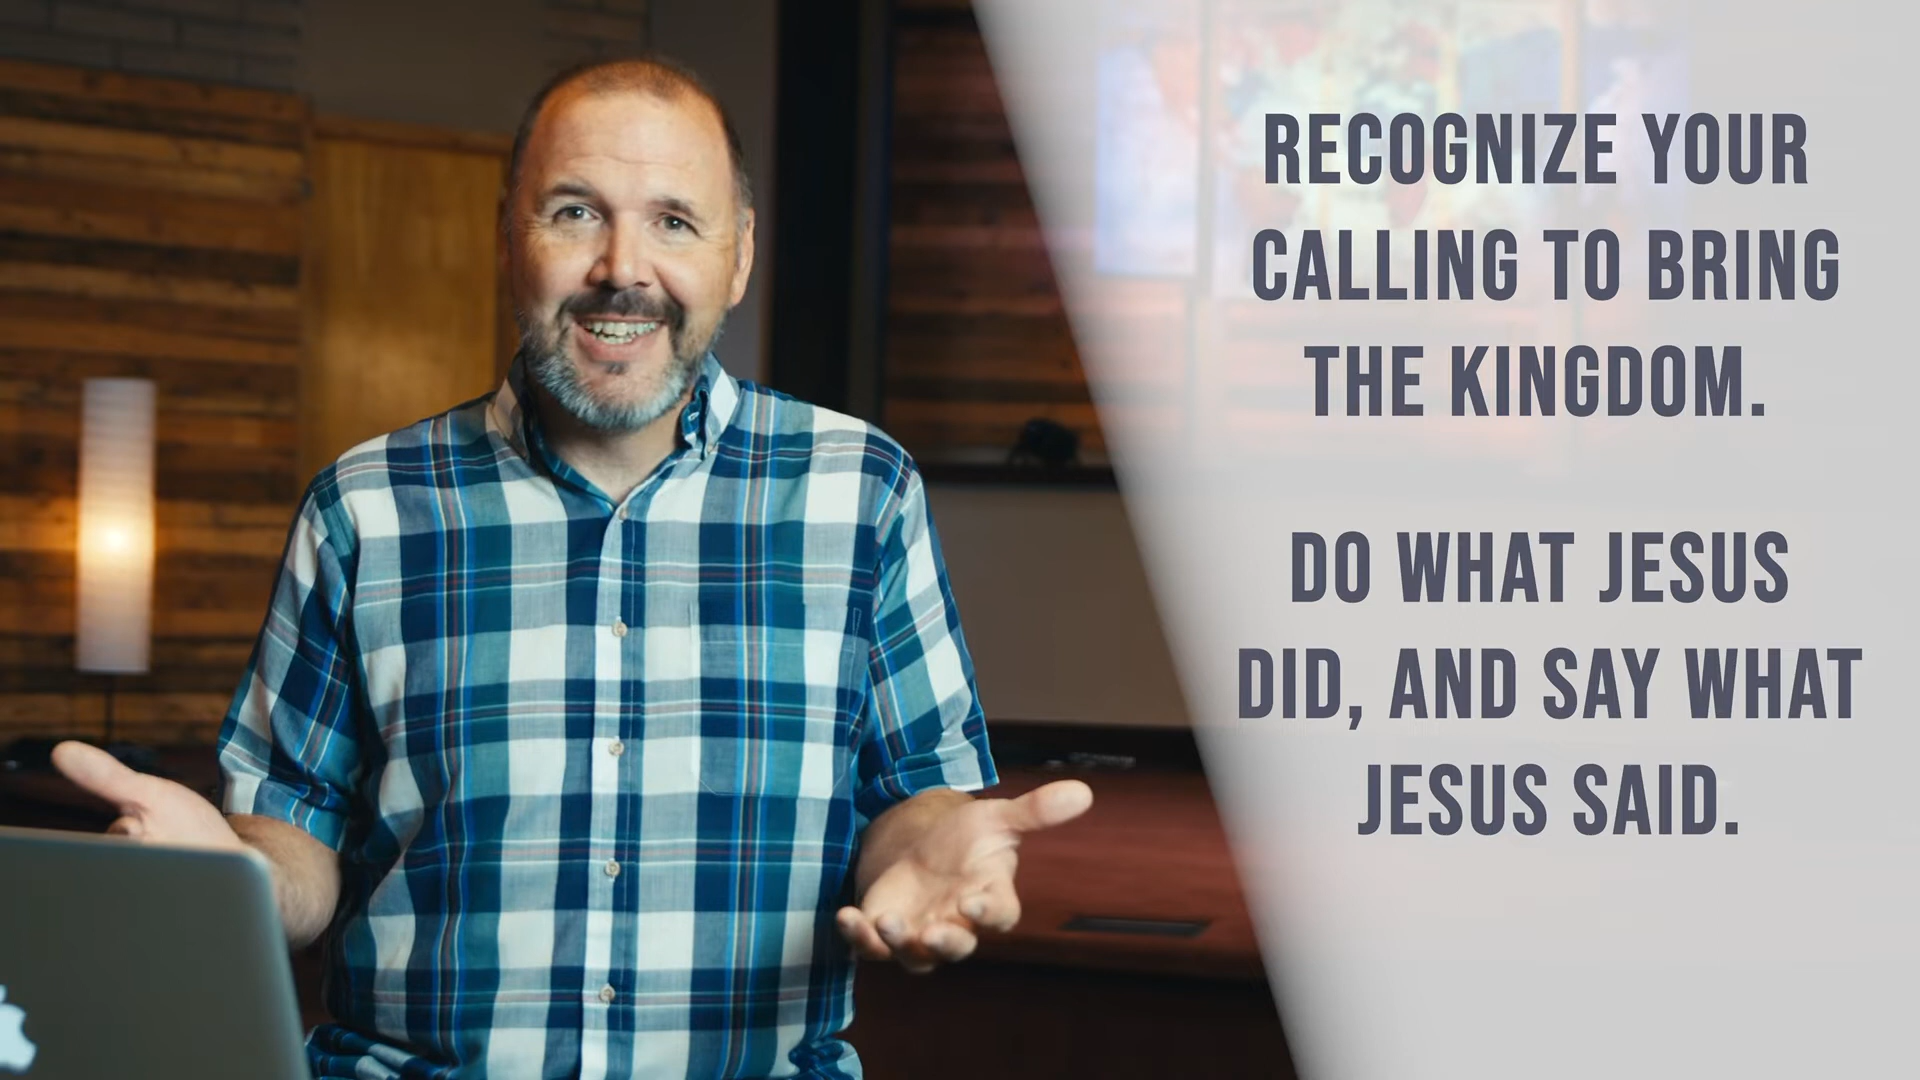 RECOGNIZE YOUR
CALLING TO BRING
THE KINGDOM.
DO WHAT JESUS
DID, AND SAY WHAT
JESUS SAID.